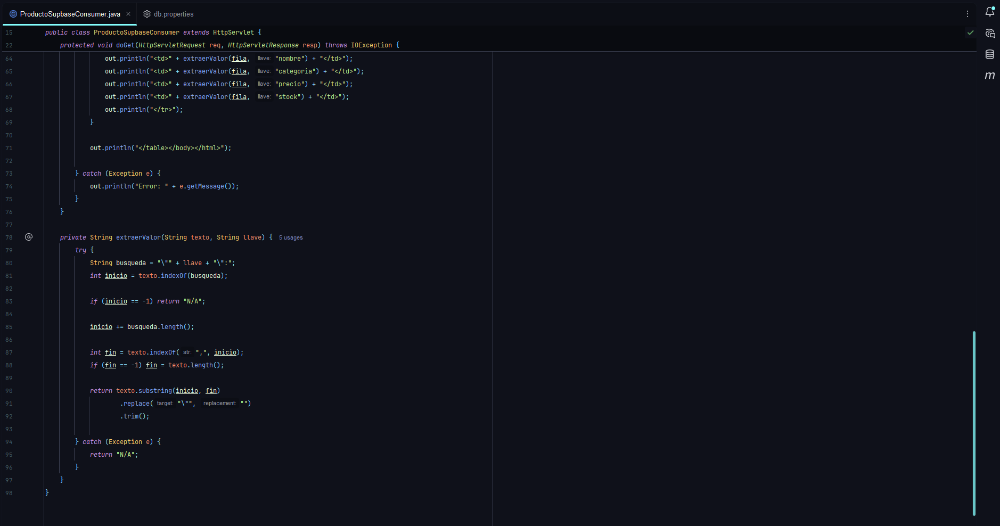 ProductoSupbaseConsumer.java
db.properties
15 public class ProductoSupbaseConsumer extends HttpServlet {
22 protected void doGet(HttpServletRequest req, HttpServletResponse resp) throws IOException {
64 out.println("<td>" + extraerValor(fila, llave: "nombre") + "</td>");
65 out.println("<td>" + extraerValor(fila, llave: "categoria") + "</td>");
66 out.println("<td>" + extraerValor(fila, llave: "precio") + "</td>");
67 out.println("<td>" + extraerValor(fila, llave: "stock") + "</td>");
68 out.println("</tr>");
69 }
70
71 out.println("</table></body></html>");
72
73 } catch (Exception e) {
74 out.println("Error: " + e.getMessage());
75 }
76 }
77
78 @ private String extraerValor(String texto, String llave) { 5 usages
79 try {
80 String busqueda = "\"" + llave + "\":";
81 int inicio = texto.indexOf(busqueda);
82
83 if (inicio == -1) return "N/A";
84
85 inicio += busqueda.length();
86
87 int fin = texto.indexOf( str: ",", inicio);
88 if (fin == -1) fin = texto.length();
89
90 return texto.substring(inicio, fin)
91 .replace( target: "\"", replacement: "")
92 .trim();
93
94 } catch (Exception e) {
95 return "N/A";
96 }
97 }
98 }